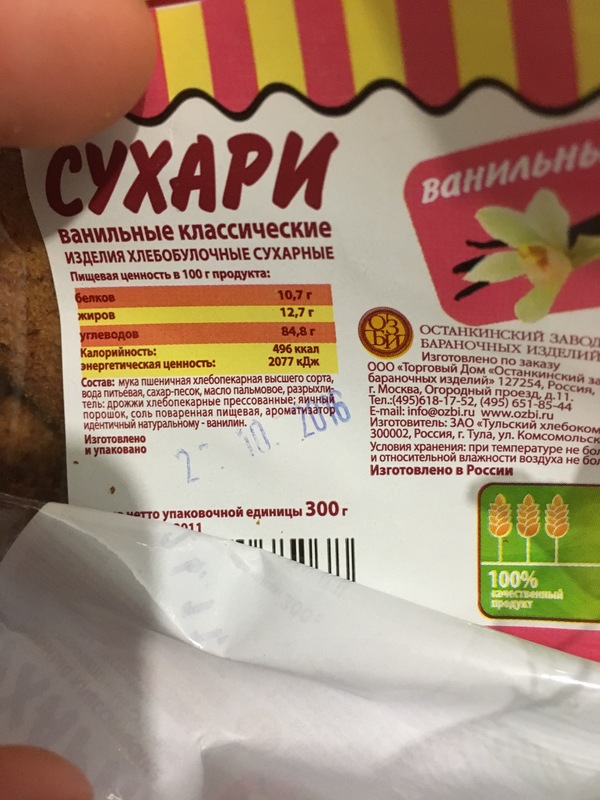 СУХАРИ
ванильные классические
ИЗДЕЛИЯ ХЛЕБОБУЛОЧНЫЕ СУХАРНЫЕ
Пищевая ценность в 100 г продукта:
белков 10,7 г
жиров 12,7 г
углеводов 84,8 г
Калорийность: 496 ккал
энергетическая ценность: 2077 кДж
Состав: мука пшеничная хлебопекарная высшего сорта,
вода питьевая, сахар-песок, масло пальмовое, разрыхли-
тель: дрожжи хлебопекарные прессованные; яичный
порошок, соль поваренная пищевая, ароматизатор
идентичный натуральному - ванилин.
Изготовлено
и упаковано
10. 2016
нетто упаковочной единицы 300 г
2011
ванильны
ОЗ
БИ
ОСТАНКИНСКИЙ ЗАВОД
БАРАНОЧНЫХ ИЗДЕЛИЙ
Изготовлено по заказу
ООО «Торговый Дом «Останкинский за
бараночных изделий» 127254, Россия,
г. Москва, Огородный проезд, д.11.
Тел.:(495)618-17-52, (495) 651-85-44
E-mail: info@ozbi.ru www.ozbi.ru
Изготовитель: ЗАО «Тульский хлебоком
300002, Россия, г. Тула, ул. Комсомольск
Условия хранения: при температуре не бол
и относительной влажности воздуха не бол
Изготовлено в России
100%
качественный
продукт